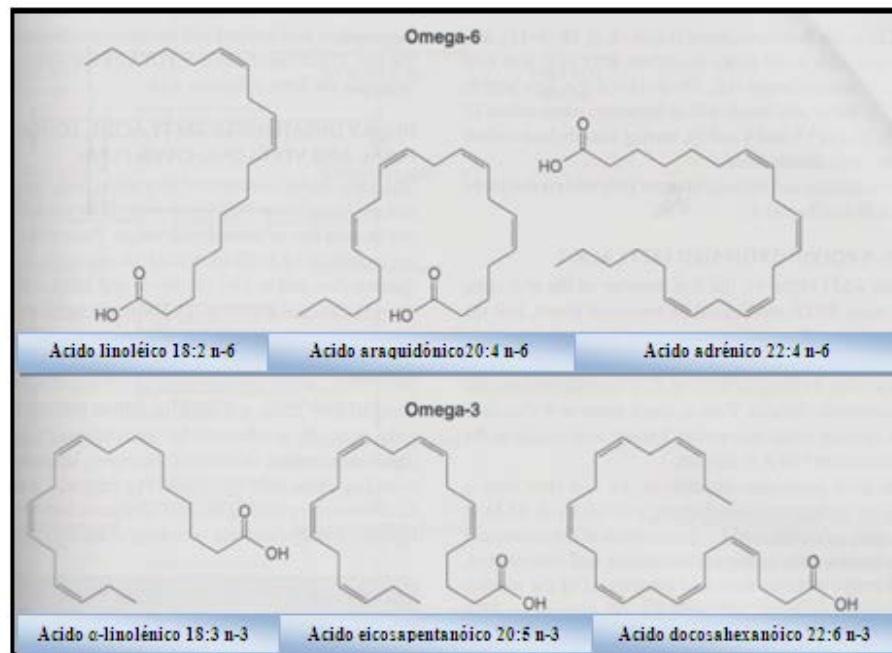 Omega-6
O
HO
O
HO
O
HO
Acido linoléico 18:2 n-6
Acido araquidónico20:4 n-6
Acido adrénico 22:4 n-6
Omega-3
O
OH
O
OH
O
OH
Acido α-linolénico 18:3 n-3
Acido eicosapentanóico 20:5 n-3
Acido docosahexanóico 22:6 n-3